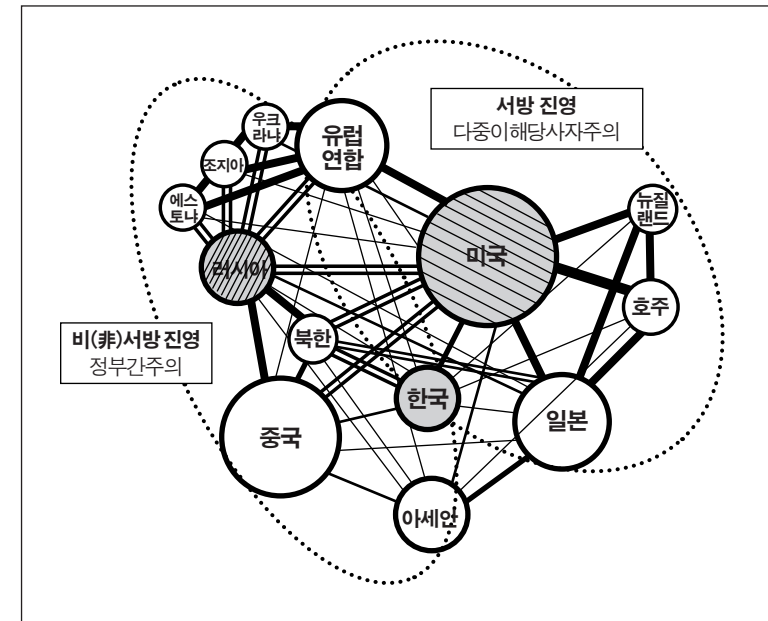 서방 진영
다중이해당사자주의
우크
라냐
유럽
연합
조지아
에스
토냐
뉴질
랜드
러시아
미국
호주
비(非)서방 진영
정부간주의
북한
한국
중국
일본
아세안